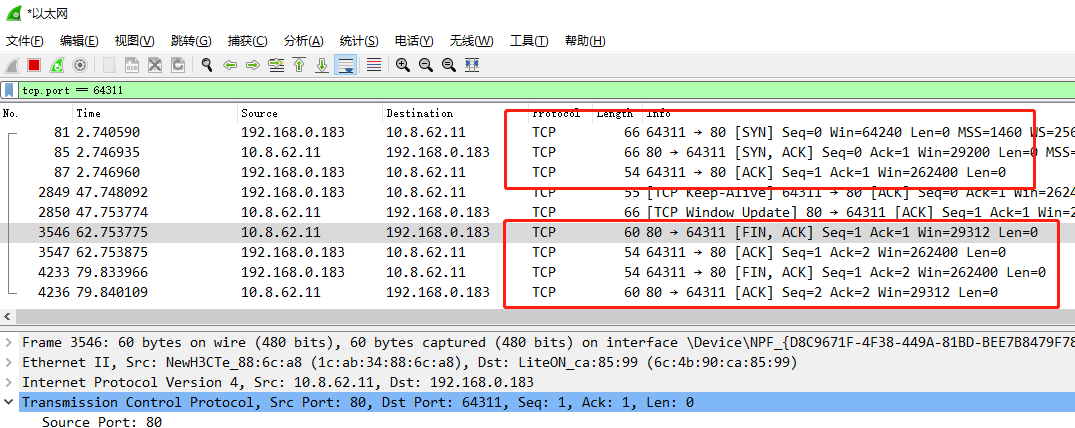 *以太网
文件(F) 编辑(E) 视图(V) 跳转(G) 捕获(C) 分析(A) 统计(S) 电话(Y) 无线(W) 工具(T) 帮助(H)
tcp.port == 64311
No. Time Source Destination Protocol Length Info
81 2.740590 192.168.0.183 10.8.62.11 TCP 66 64311 → 80 [SYN] Seq=0 Win=64240 Len=0 MSS=1460 WS=256
85 2.746935 10.8.62.11 192.168.0.183 TCP 66 80 → 64311 [SYN, ACK] Seq=0 Ack=1 Win=29200 Len=0 MSS=
87 2.746960 192.168.0.183 10.8.62.11 TCP 54 64311 → 80 [ACK] Seq=1 Ack=1 Win=262400 Len=0
2849 47.748092 192.168.0.183 10.8.62.11 TCP 55 [TCP Keep-Alive] 64311 → 80 [ACK] Seq=0 Ack=1 Win=2624
2850 47.753774 10.8.62.11 192.168.0.183 TCP 66 [TCP Window Update] 80 → 64311 [ACK] Seq=1 Ack=1 Win=2
3546 62.753775 10.8.62.11 192.168.0.183 TCP 60 80 → 64311 [FIN, ACK] Seq=1 Ack=1 Win=29312 Len=0
3547 62.753875 192.168.0.183 10.8.62.11 TCP 54 64311 → 80 [ACK] Seq=1 Ack=2 Win=262400 Len=0
4233 79.833966 192.168.0.183 10.8.62.11 TCP 54 64311 → 80 [FIN, ACK] Seq=1 Ack=2 Win=262400 Len=0
4236 79.840109 10.8.62.11 192.168.0.183 TCP 60 80 → 64311 [ACK] Seq=2 Ack=2 Win=29312 Len=0
Frame 3546: 60 bytes on wire (480 bits), 60 bytes captured (480 bits) on interface \Device\NPF_{D8C9671F-4F38-449A-81BD-BEE7B8479F78
Ethernet II, Src: NewH3CTe_88:6c:a8 (1c:ab:34:88:6c:a8), Dst: LiteON_ca:85:99 (6c:4b:90:ca:85:99)
Internet Protocol Version 4, Src: 10.8.62.11, Dst: 192.168.0.183
Transmission Control Protocol, Src Port: 80, Dst Port: 64311, Seq: 1, Ack: 1, Len: 0
Source Port: 80